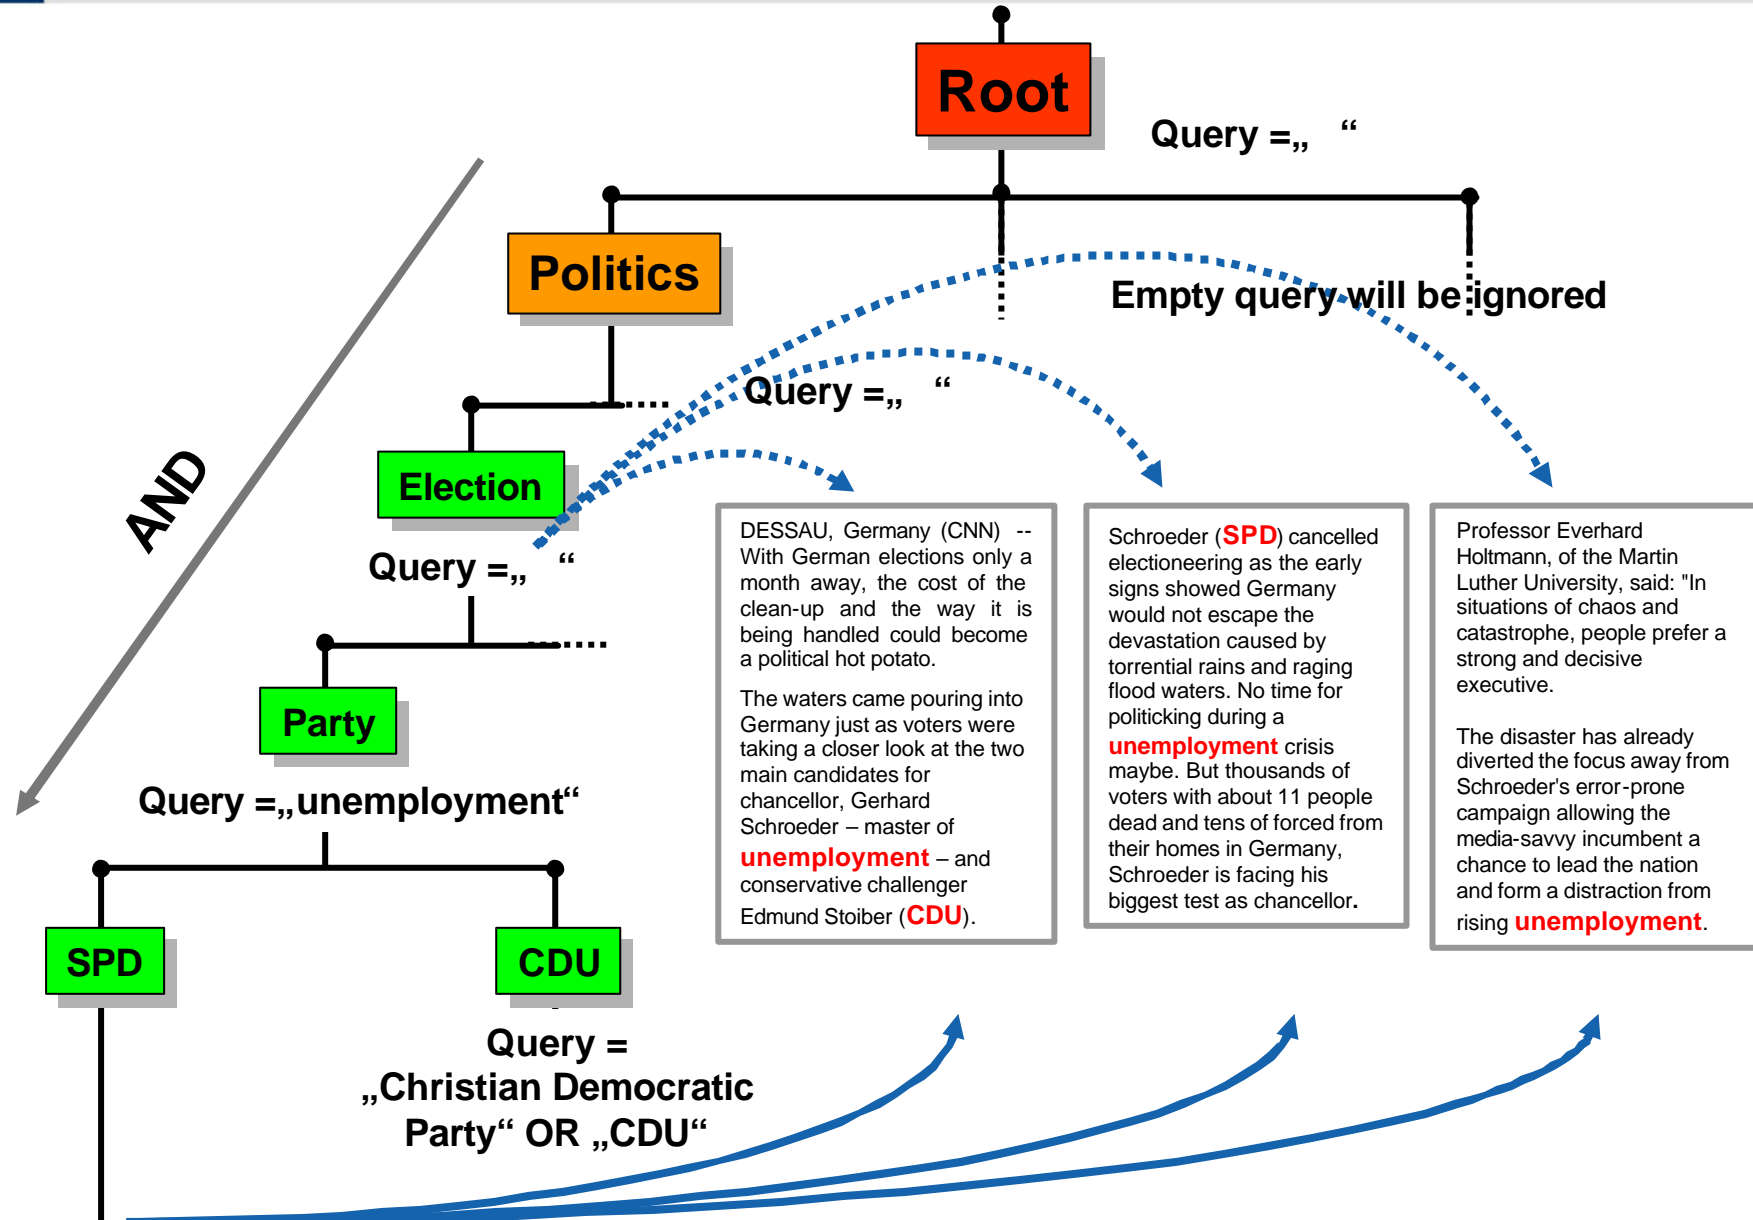 Root
Query =„ “
Politics
Empty query will be ignored
Query =„ “
AND
Election
Query =„ “
Party
Query =„unemployment“
SPD
CDU
Query =
„Christian Democratic
Party“ OR „CDU“
DESSAU, Germany (CNN) --
With German elections only a
month away, the cost of the
clean-up and the way it is
being handled could become
a political hot potato.
The waters came pouring into
Germany just as voters were
taking a closer look at the two
main candidates for
chancellor, Gerhard
Schroeder – master of
unemployment – and
conservative challenger
Edmund Stoiber (CDU).
Schroeder (SPD) cancelled
electioneering as the early
signs showed Germany
would not escape the
devastation caused by
torrential rains and raging
flood waters. No time for
politicking during a
unemployment crisis
maybe. But thousands of
voters with about 11 people
dead and tens of forced from
their homes in Germany,
Schroeder is facing his
biggest test as chancellor.
Professor Everhard
Holtmann, of the Martin
Luther University, said: "In
situations of chaos and
catastrophe, people prefer a
strong and decisive
executive.
The disaster has already
diverted the focus away from
Schroeder's error-prone
campaign allowing the
media-savvy incumbent a
chance to lead the nation
and form a distraction from
rising unemployment.